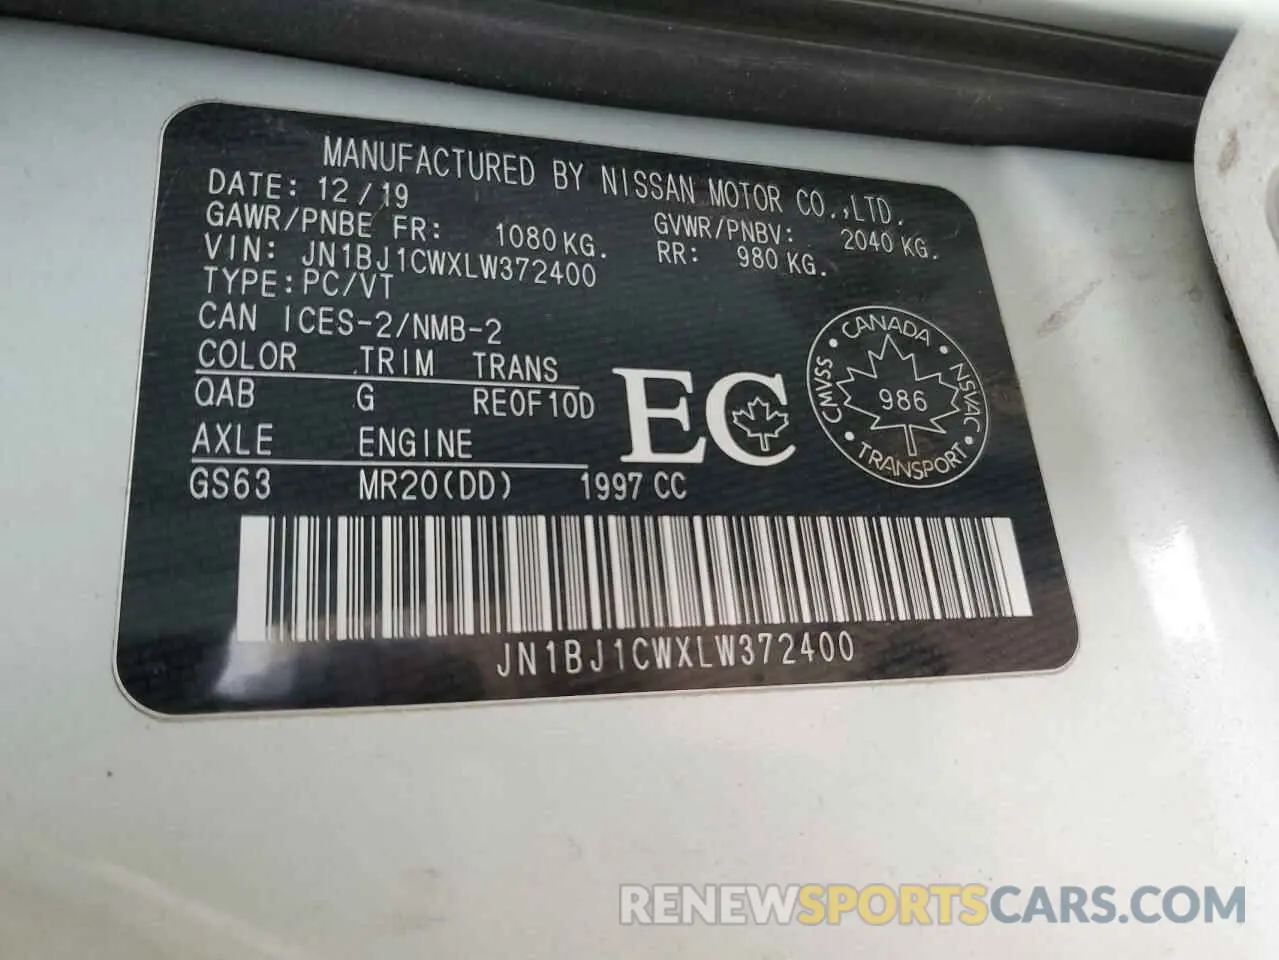 MANUFACTURED BY NISSAN MOTOR CO.,LTD.
DATE: 12/19
GAWR/PNBE FR: 1080 KG. GVWR/PNBV: 2040 KG.
VIN: JN1BJ1CWXLW372400 RR: 980 KG.
TYPE: PC/VT
CAN ICES-2/NMB-2
COLOR TRIM TRANS
QAB G RE0F10D
AXLE ENGINE
GS63 MR20(DD) 1997 CC
EC
CANADA
CMVSS 986 NSVAC
TRANSPORT
JN1BJ1CWXLW372400
RENEWSPORTSCARS.COM